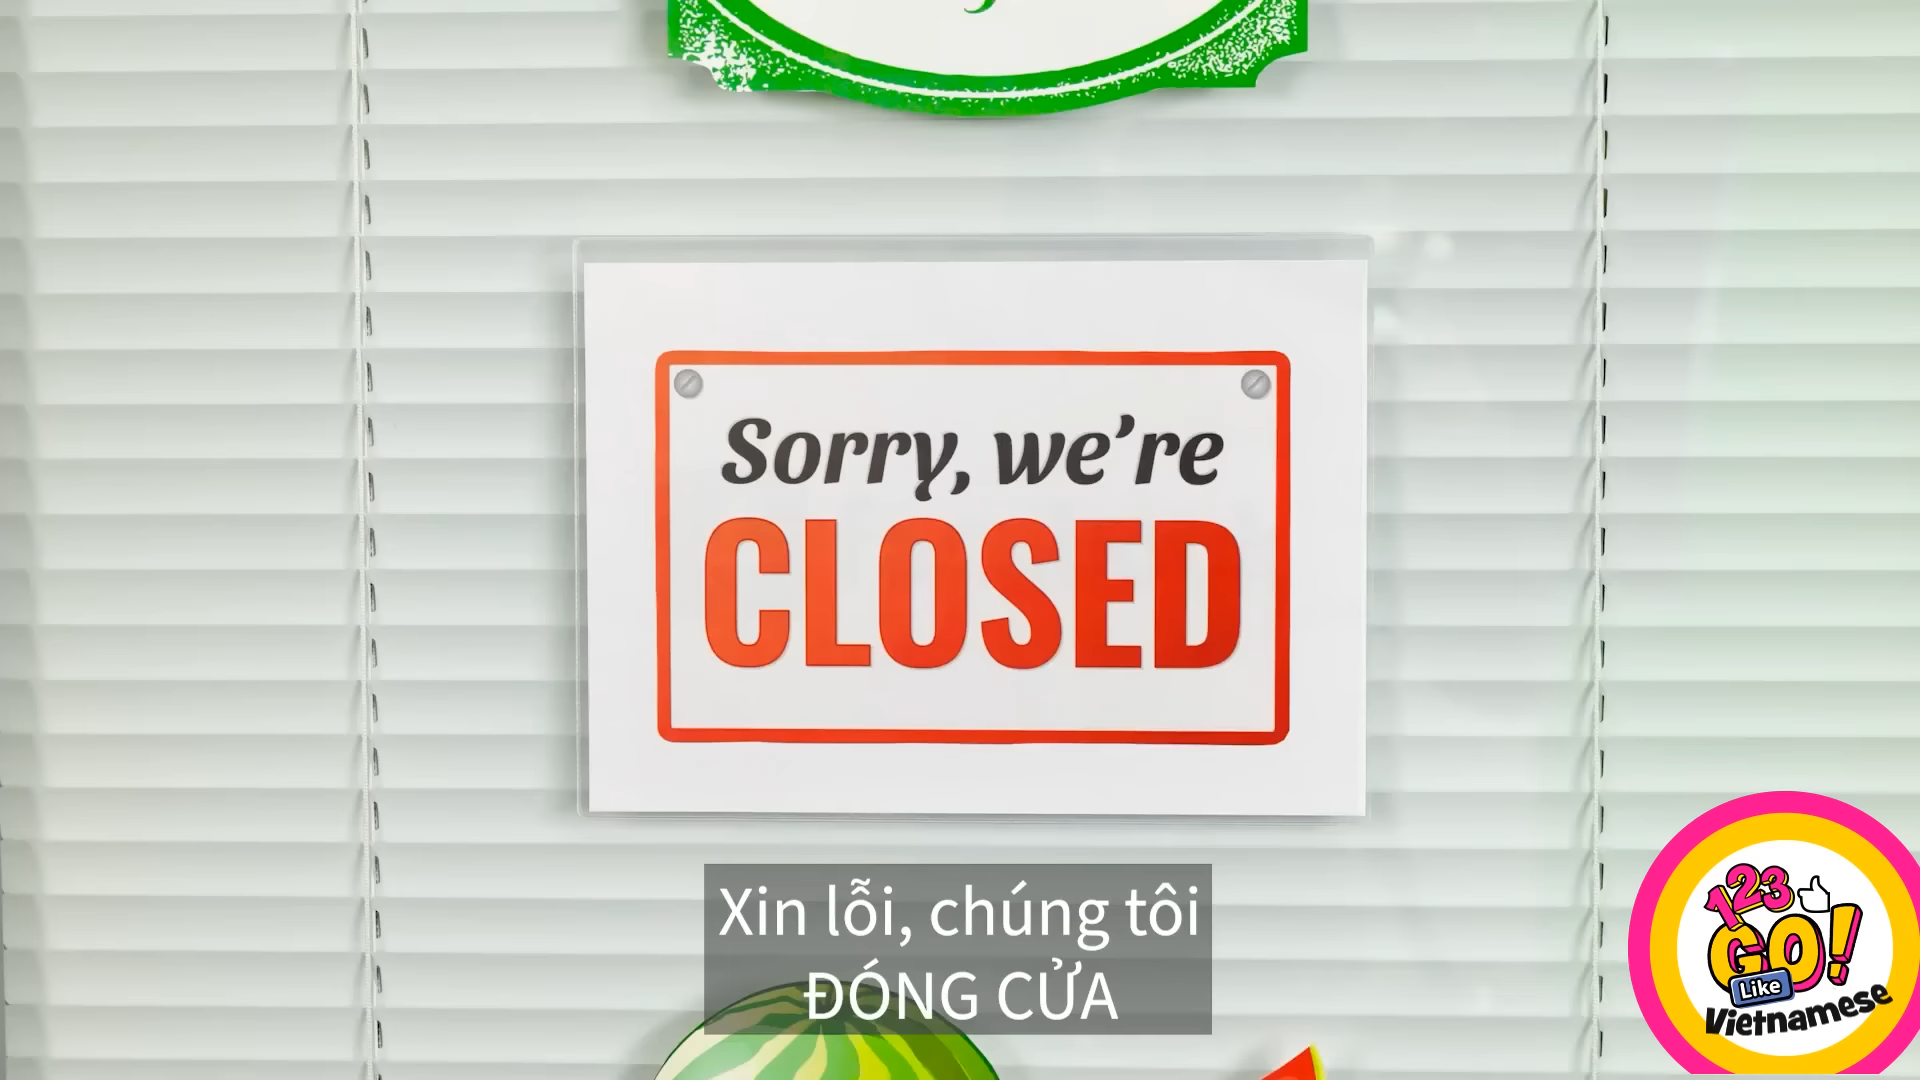 Sorry, we're
CLOSED
Xin lỗi, chúng tôi
ĐÓNG CỬA
123
GO!
Like
Vietnamese